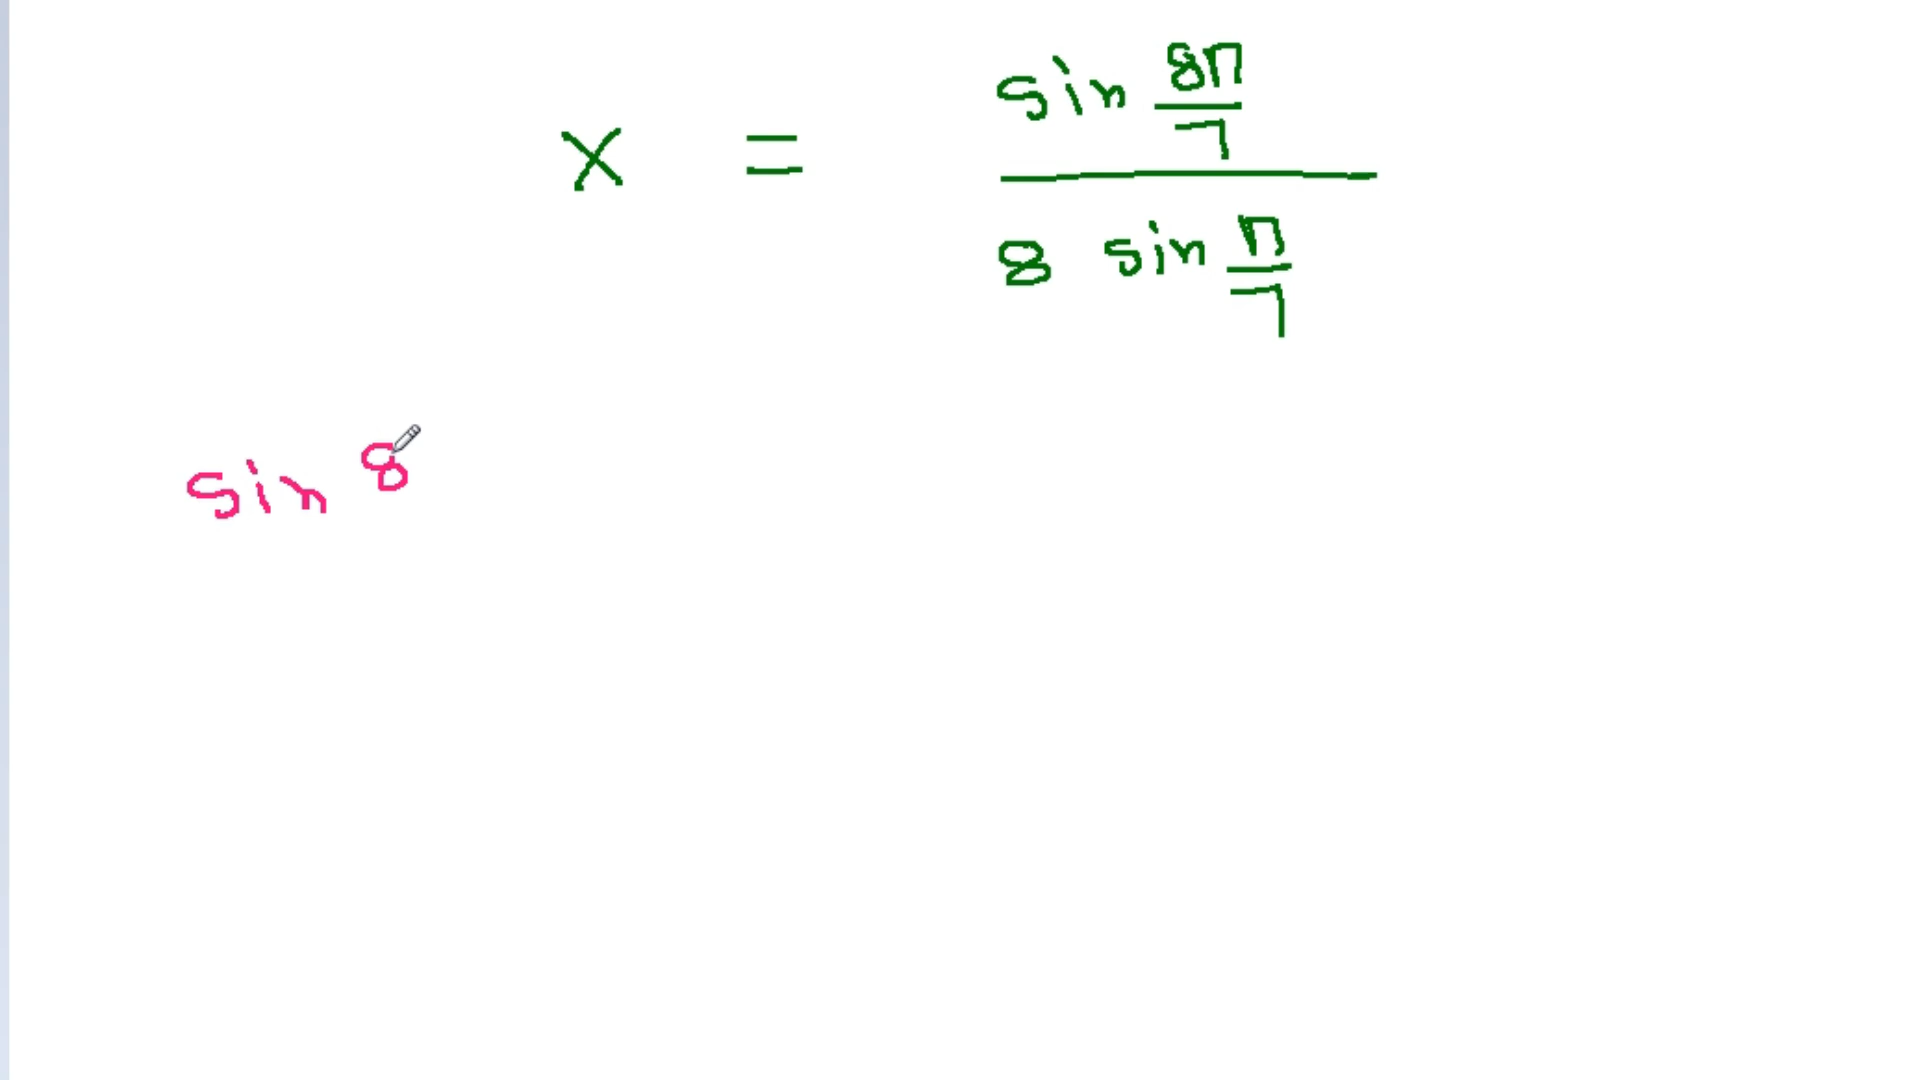 x = sin 8π/7 / 8 sin π/7
sin 8